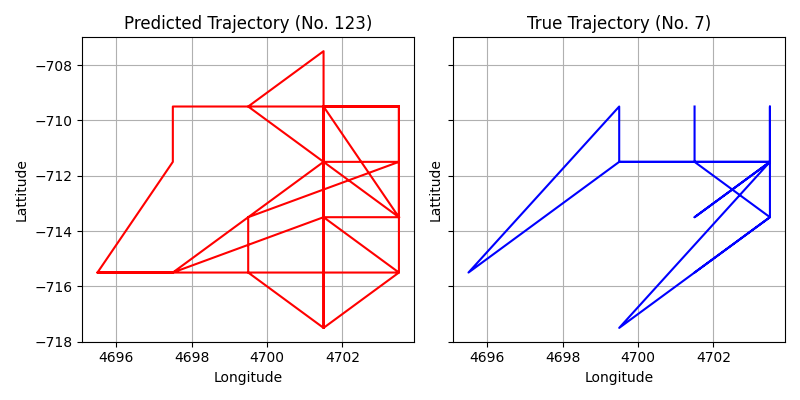 Predicted Trajectory (No. 123)
True Trajectory (No. 7)
Lattitude
−708
−710
−712
−714
−716
−718
4696 4698 4700 4702
Longitude
Lattitude
4696 4698 4700 4702
Longitude